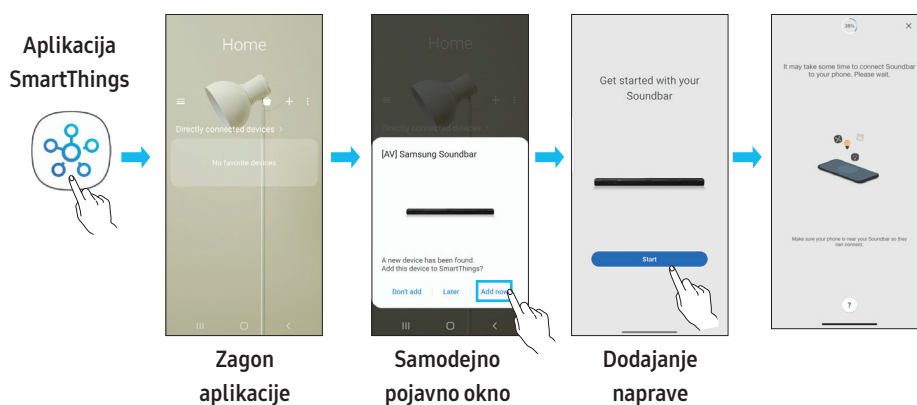 Aplikacija
SmartThings
Home
Directly connected devices >
No favorite devices
Zagon
aplikacije
Home
Directly connected devices >
[AV] Samsung Soundbar
A new device has been found.
Add this device to SmartThings?
Don't add Later Add now
Samodejno
pojavno okno
Get started with your
Soundbar
Start
Dodajanje
naprave
38%
It may take some time to connect Soundbar
to your phone. Please wait.
Make sure your phone is near your Soundbar so they
can connect.
?